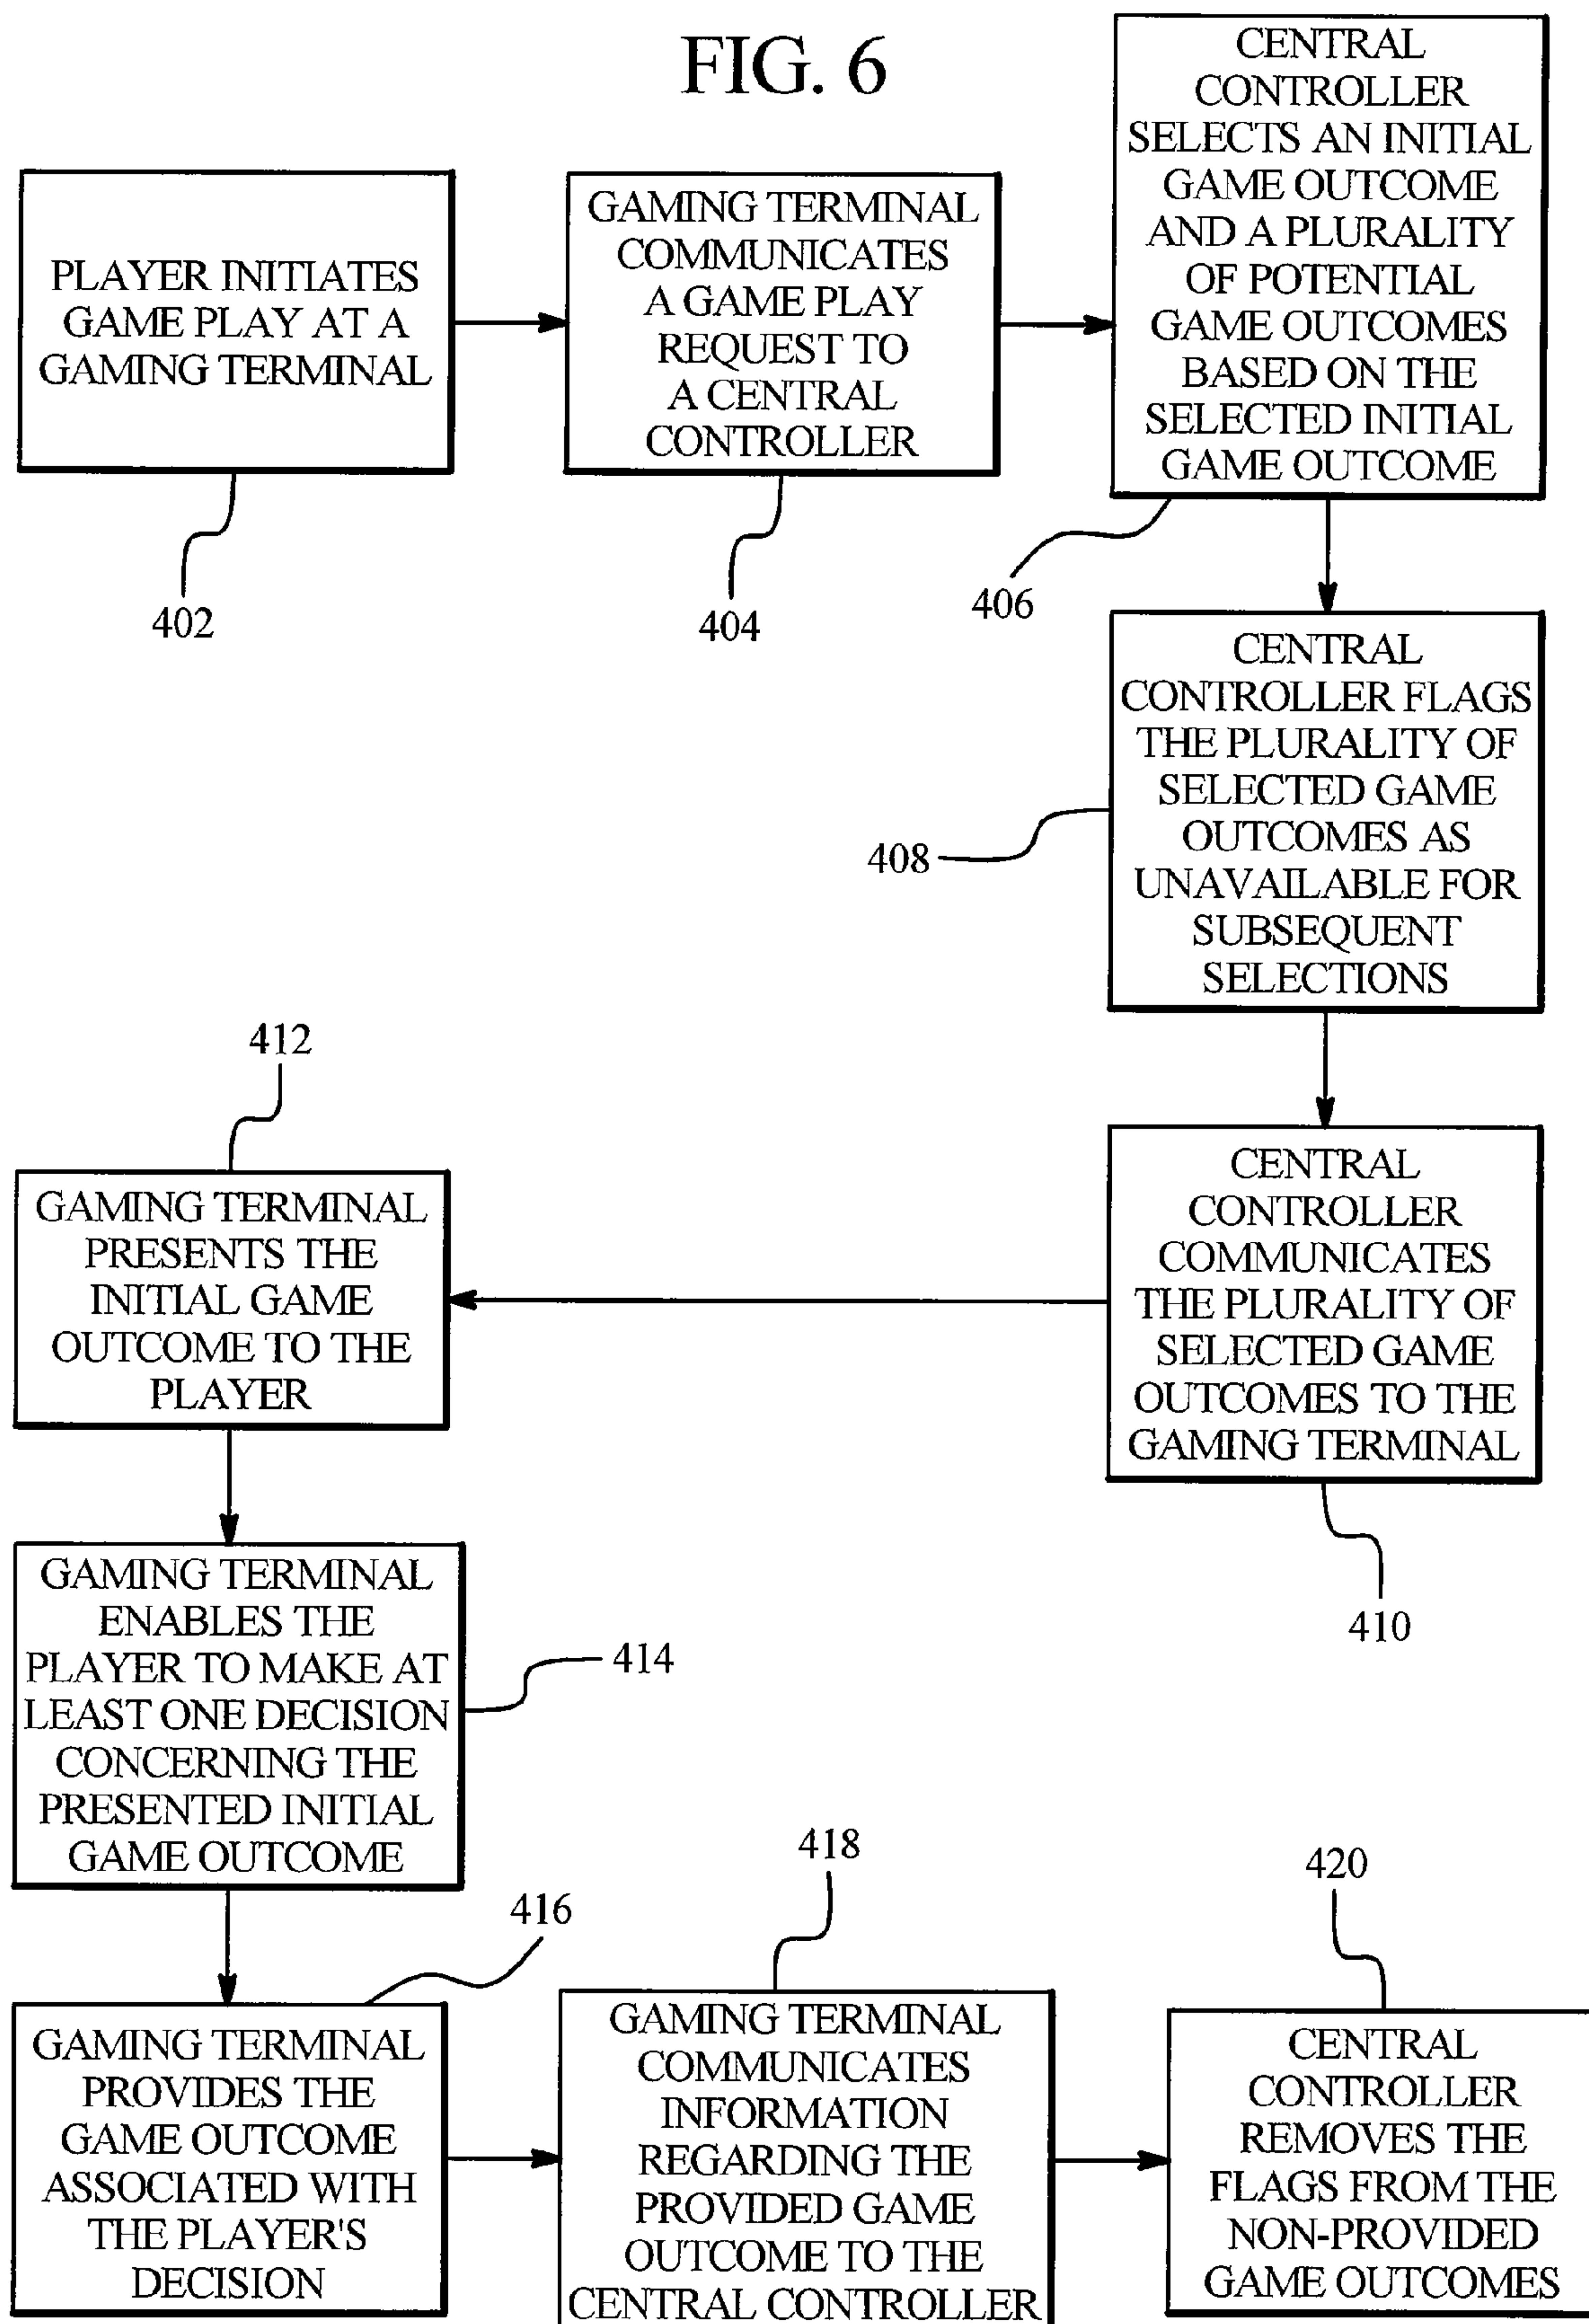 FIG. 6
PLAYER INITIATES
GAME PLAY AT A
GAMING TERMINAL
402
GAMING TERMINAL
COMMUNICATES
A GAME PLAY
REQUEST TO
A CENTRAL
CONTROLLER
404
CENTRAL
CONTROLLER
SELECTS AN INITIAL
GAME OUTCOME
AND A PLURALITY
OF POTENTIAL
GAME OUTCOMES
BASED ON THE
SELECTED INITIAL
GAME OUTCOME
406
CENTRAL
CONTROLLER FLAGS
THE PLURALITY OF
SELECTED GAME
OUTCOMES AS
UNAVAILABLE FOR
SUBSEQUENT
SELECTIONS
408
CENTRAL
CONTROLLER
COMMUNICATES
THE PLURALITY OF
SELECTED GAME
OUTCOMES TO THE
GAMING TERMINAL
410
412
GAMING TERMINAL
PRESENTS THE
INITIAL GAME
OUTCOME TO THE
PLAYER
GAMING TERMINAL
ENABLES THE
PLAYER TO MAKE AT
LEAST ONE DECISION
CONCERNING THE
PRESENTED INITIAL
GAME OUTCOME
414
416
GAMING TERMINAL
PROVIDES THE
GAME OUTCOME
ASSOCIATED WITH
THE PLAYER'S
DECISION
418
GAMING TERMINAL
COMMUNICATES
INFORMATION
REGARDING THE
PROVIDED GAME
OUTCOME TO THE
CENTRAL CONTROLLER
420
CENTRAL
CONTROLLER
REMOVES THE
FLAGS FROM THE
NON-PROVIDED
GAME OUTCOMES